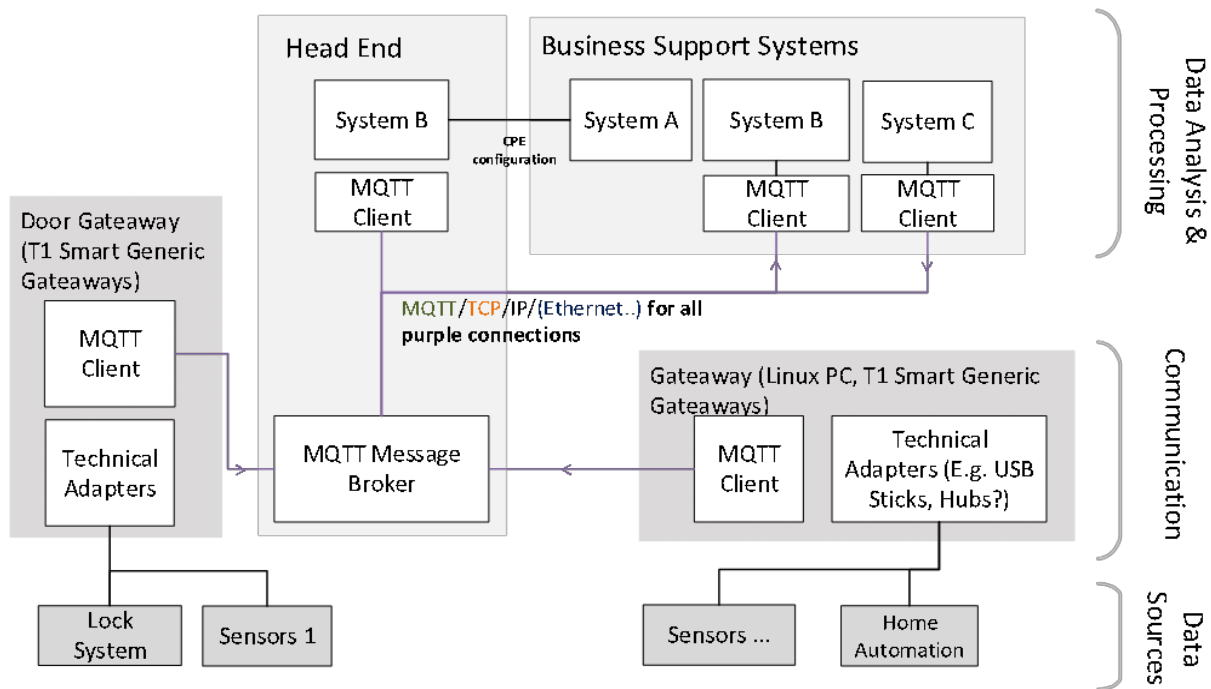 Head End
Business Support Systems
System B
CPE
configuration
System A
System B
System C
MQTT
Client
MQTT
Client
MQTT
Client
Data Analysis &
Processing
Door Gateaway
(T1 Smart Generic
Gateaways)
MQTT
Client
Technical
Adapters
MQTT/TCP/IP/(Ethernet..) for all
purple connections
MQTT Message
Broker
Gateaway (Linux PC, T1 Smart Generic
Gateaways)
MQTT
Client
Technical
Adapters (E.g. USB
Sticks, Hubs?)
Communication
Lock
System
Sensors 1
Sensors ...
Home
Automation
Data
Sources